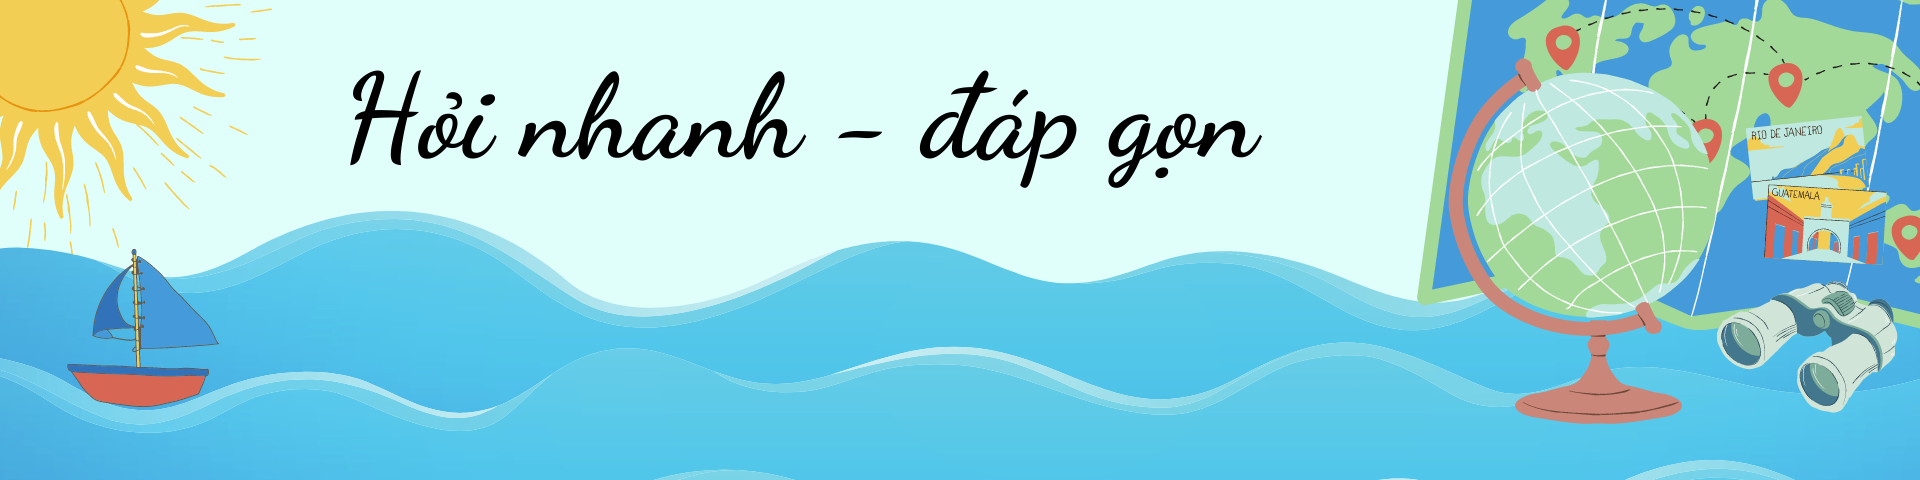 Hỏi nhanh – đáp gọn
RIO DE JANEIRO
GUATEMALA